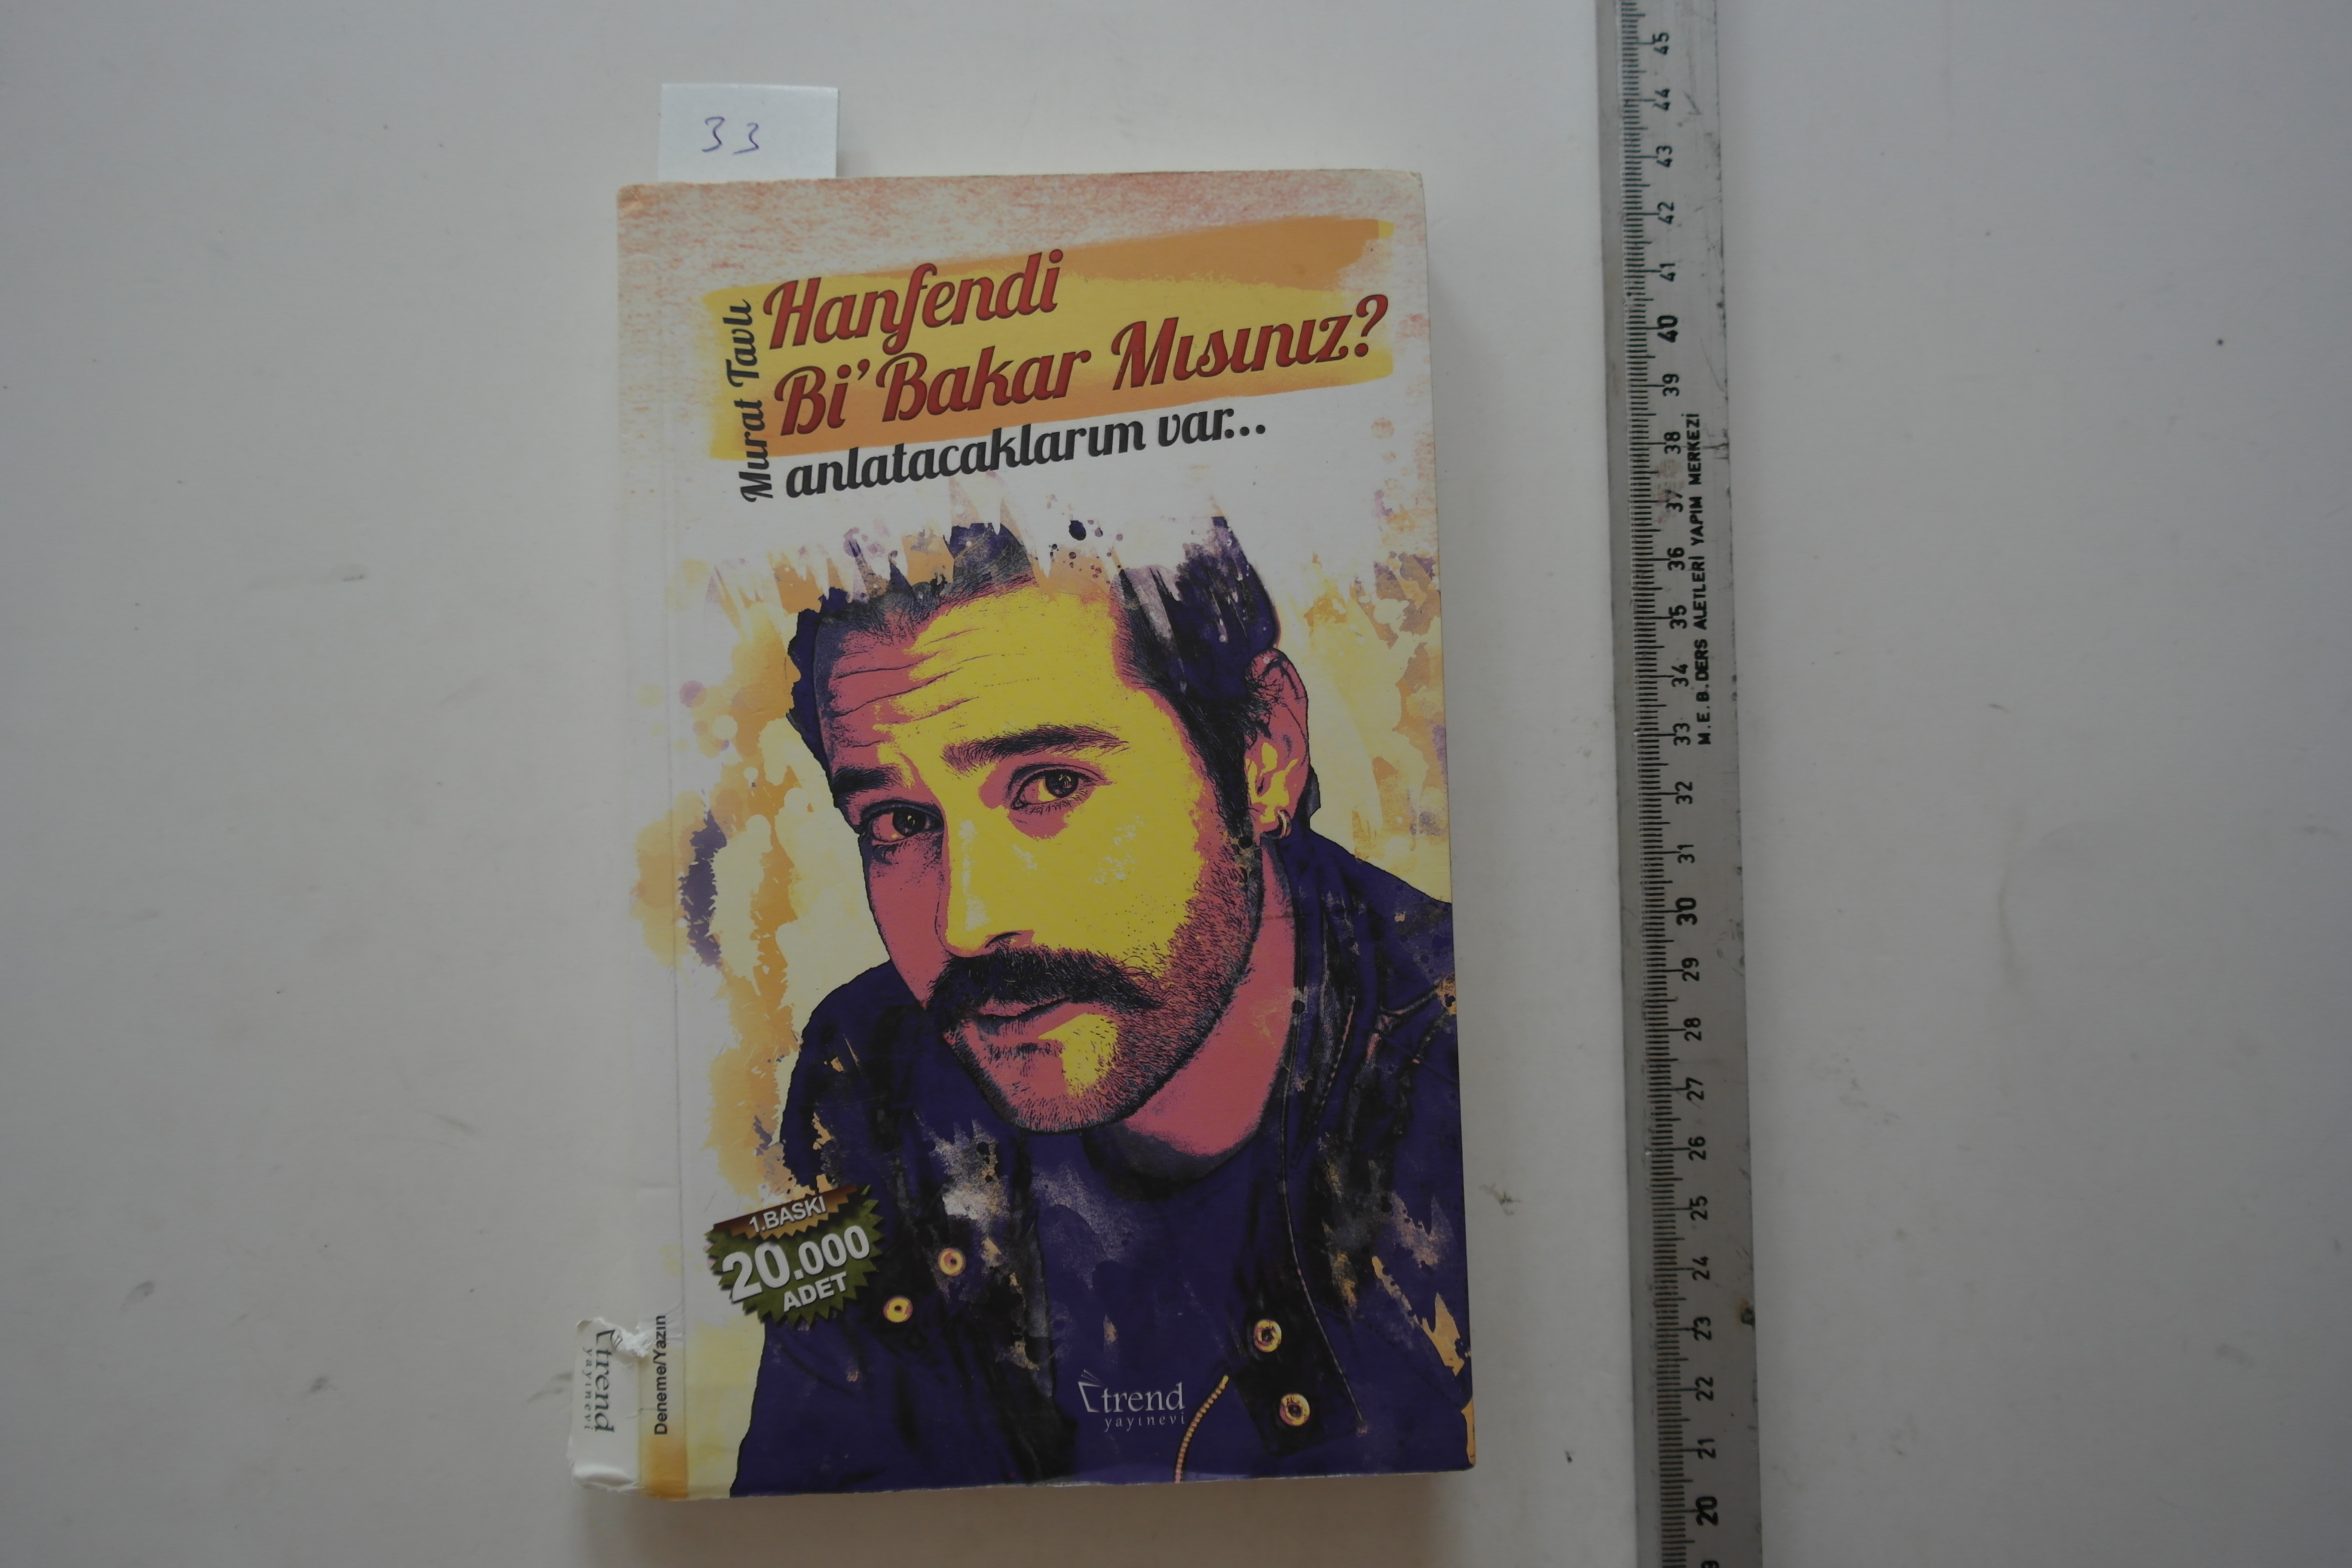 33
Murat Tavlı
Hanfendi
Bi' Bakar Mısınız?
anlatacaklarım var...
1.BASKI
20.000
ADET
trend
yayınevi
Deneme/Yazın
trend
yayınevi
45
44
43
42
41
40
39
38
37
36
35
34
33
32
31
30
29
28
27
26
25
24
23
22
21
20
M.E.B.DERS ALETLERİ YAPIM MERKEZİ